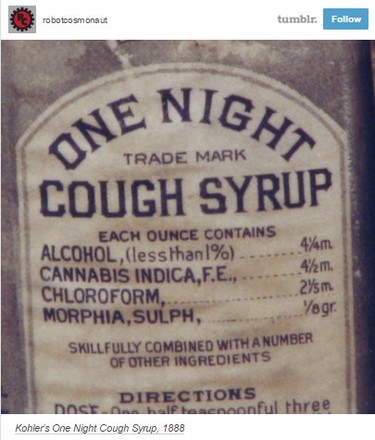 robotcosmonaut
tumblr.
Follow
ONE NIGHT
TRADE MARK
COUGH SYRUP
EACH OUNCE CONTAINS
ALCOHOL, (less than 1%) 4¼m.
CANNABIS INDICA, F.E., 4½m.
CHLOROFORM, 2⅕m.
MORPHIA, SULPH, ⅛gr.
SKILLFULLY COMBINED WITH A NUMBER
OF OTHER INGREDIENTS
DIRECTIONS
DOSE-One half teaspoonful three
Kohler's One Night Cough Syrup, 1888